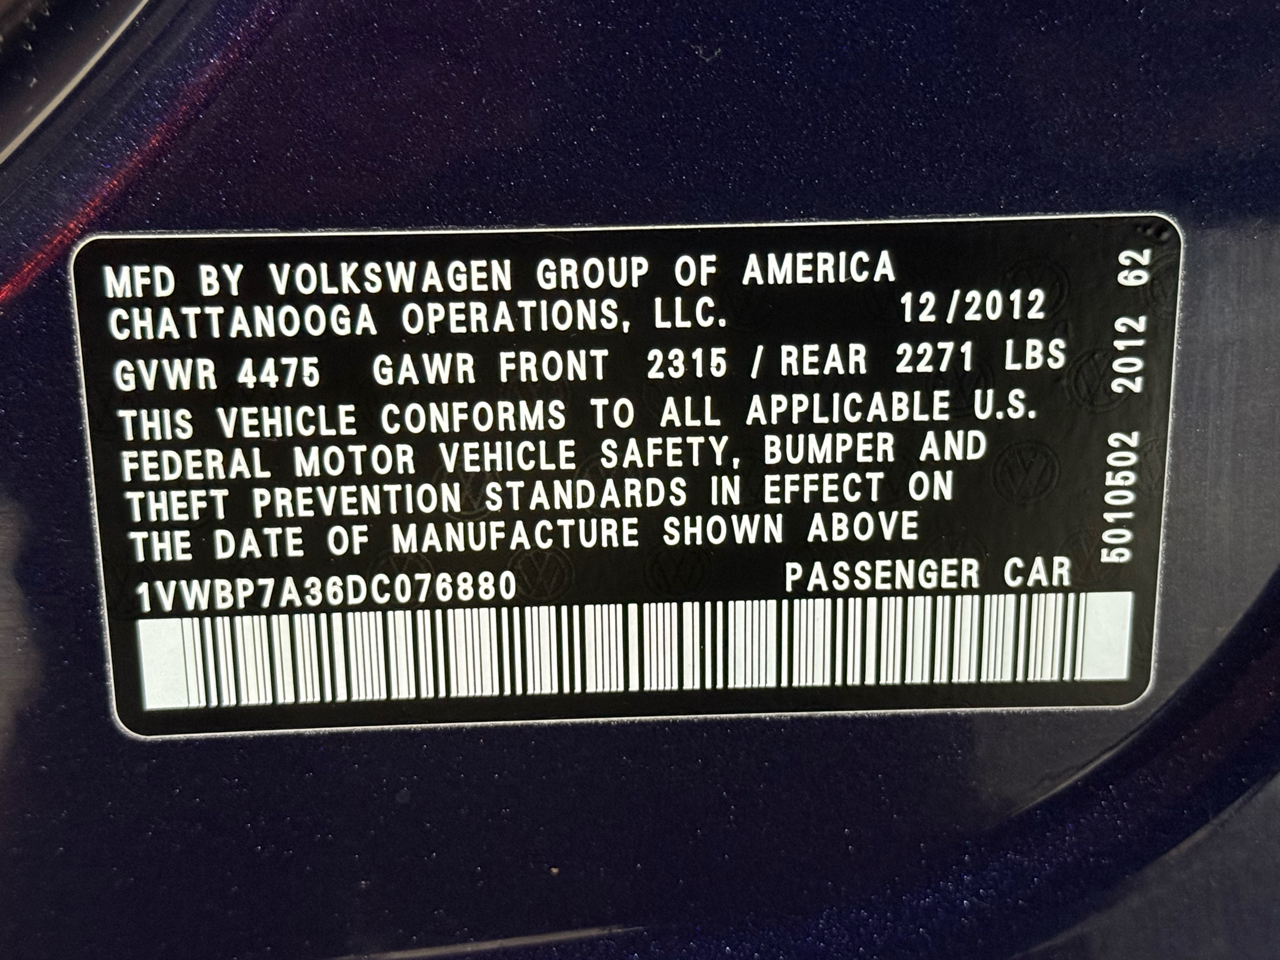 MFD BY VOLKSWAGEN GROUP OF AMERICA
CHATTANOOGA OPERATIONS, LLC. 12/2012
GVWR 4475 GAWR FRONT 2315 / REAR 2271 LBS
THIS VEHICLE CONFORMS TO ALL APPLICABLE U.S.
FEDERAL MOTOR VEHICLE SAFETY, BUMPER AND
THEFT PREVENTION STANDARDS IN EFFECT ON
THE DATE OF MANUFACTURE SHOWN ABOVE
1VWBP7A36DC076880 PASSENGER CAR
5010502 2012 62